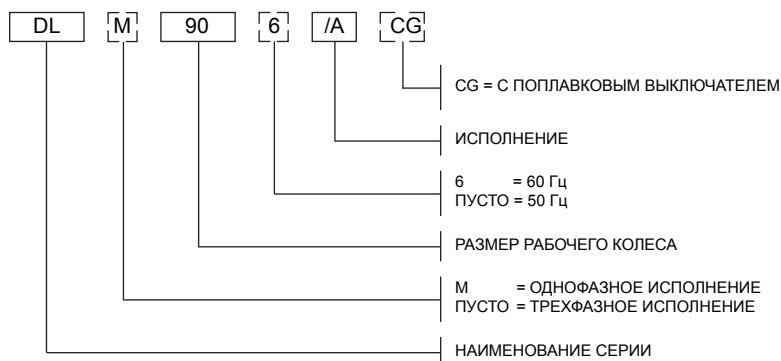 DL M 90 6 /A CG
CG = С ПОПЛАВКОВЫМ ВЫКЛЮЧАТЕЛЕМ
ИСПОЛНЕНИЕ
6 = 60 Гц
ПУСТО = 50 Гц
РАЗМЕР РАБОЧЕГО КОЛЕСА
М = ОДНОФАЗНОЕ ИСПОЛНЕНИЕ
ПУСТО = ТРЕХФАЗНОЕ ИСПОЛНЕНИЕ
НАИМЕНОВАНИЕ СЕРИИ